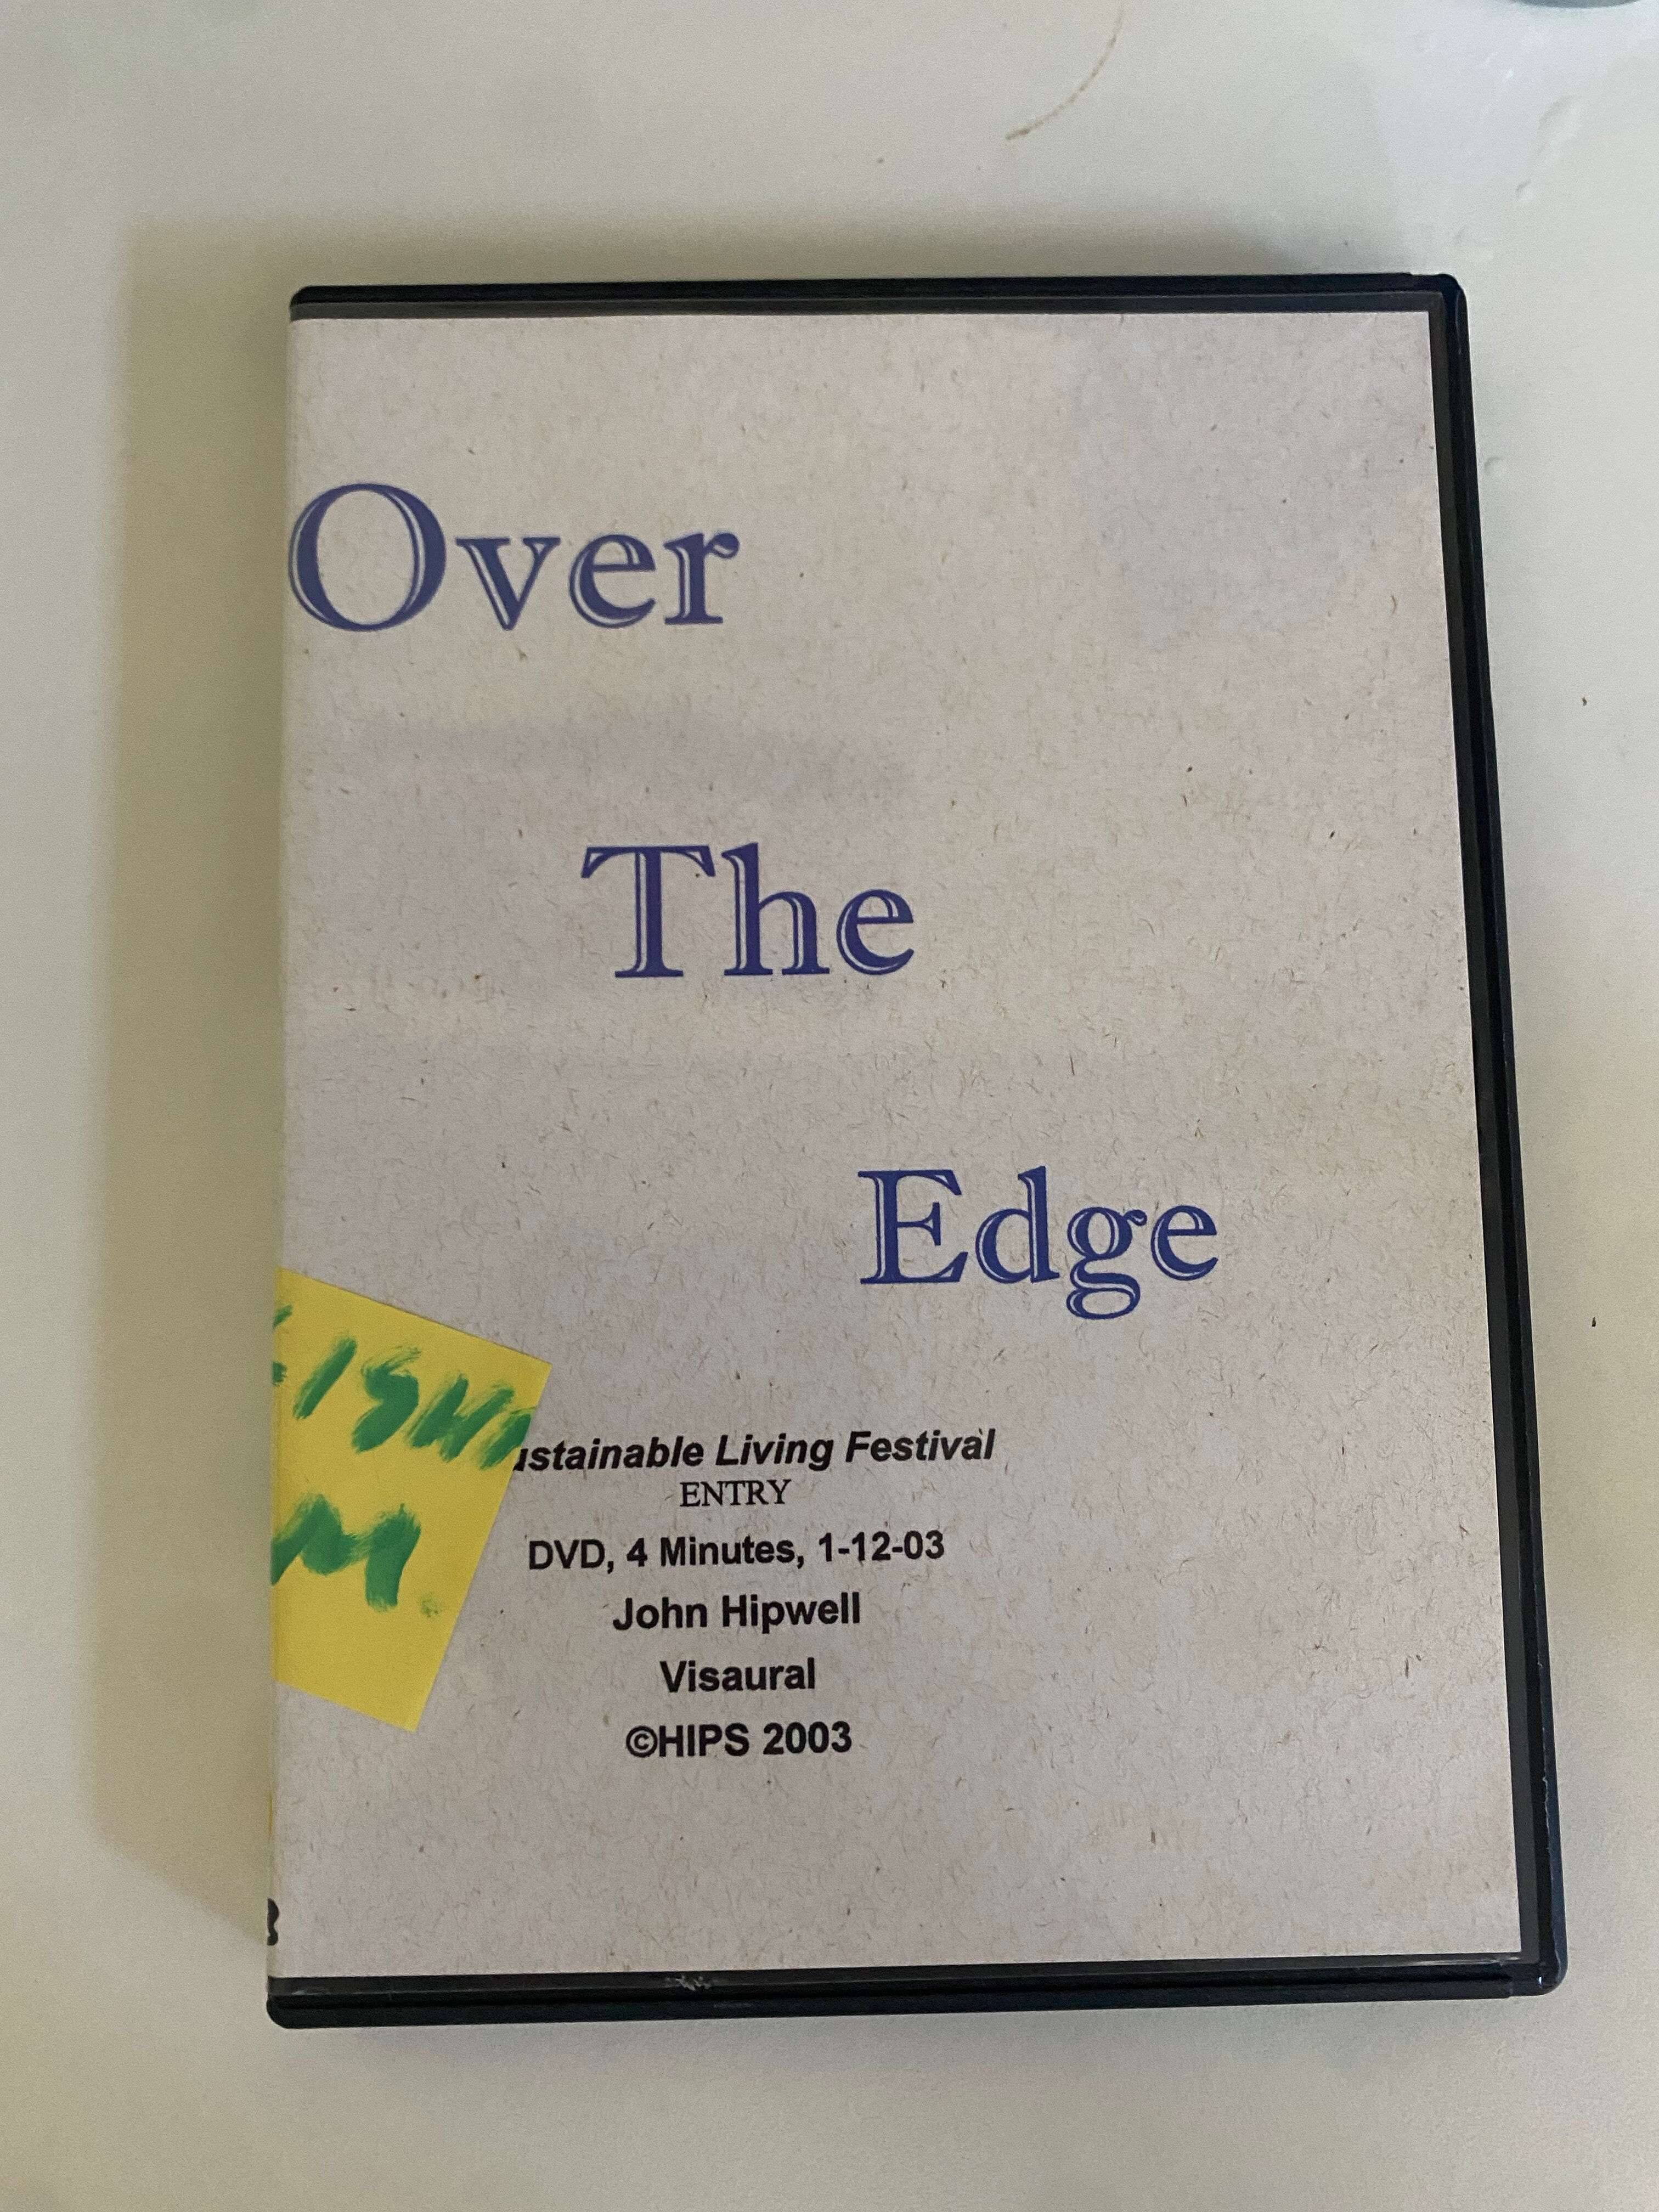 Over
The
Edge
ustainable Living Festival
ENTRY
DVD, 4 Minutes, 1-12-03
John Hipwell
Visaural
©HIPS 2003